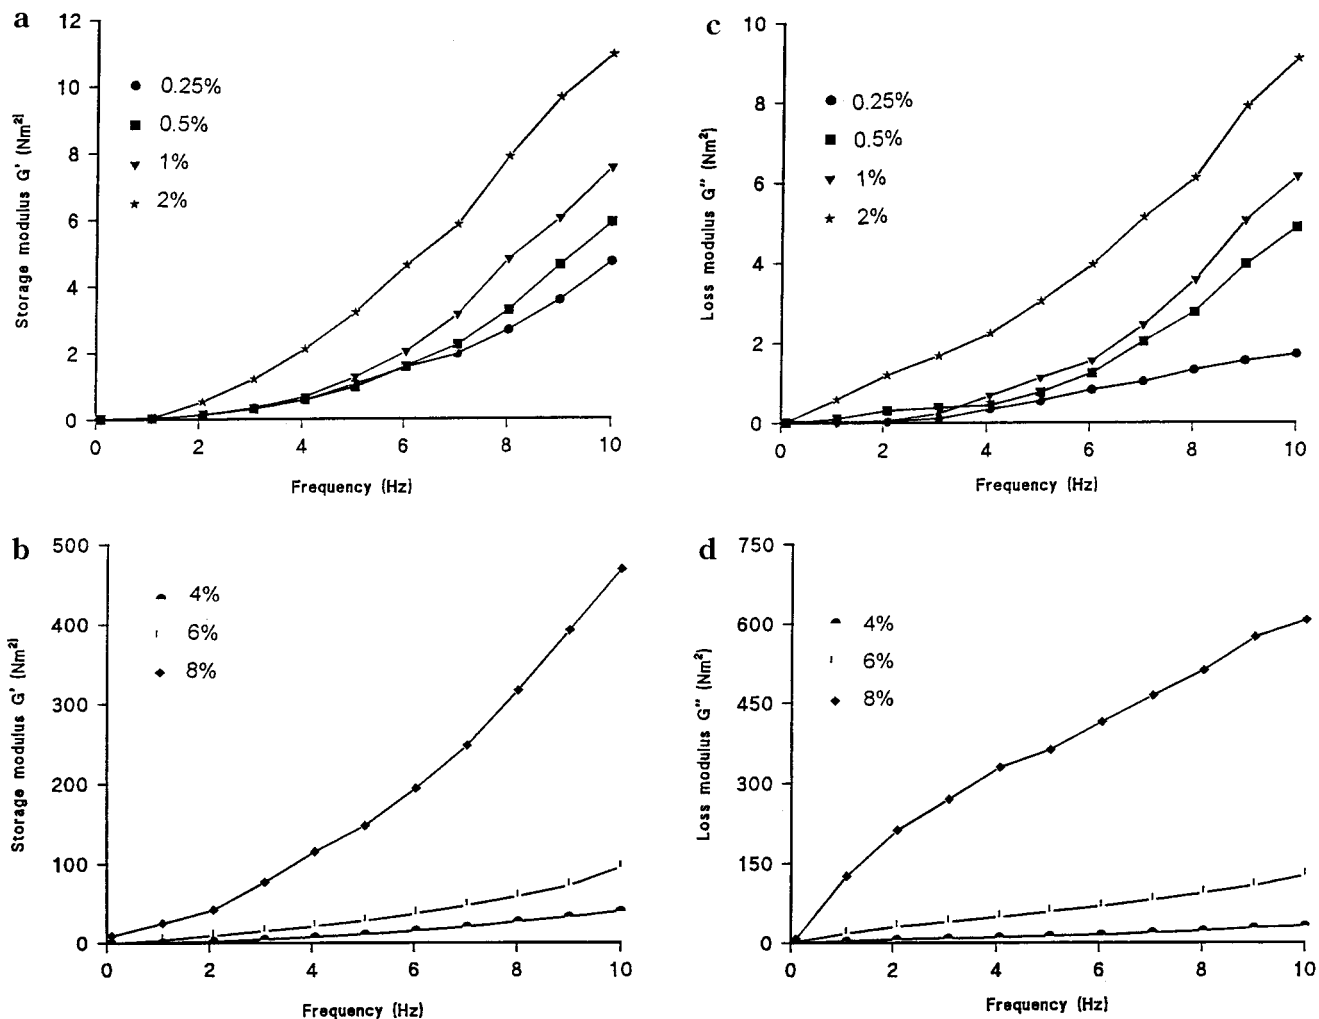 a
12
10
8
6
4
2
0
Storage modulus G' (Nm²)
0.25%
0.5%
1%
2%
0 2 4 6 8 10
Frequency (Hz)
c
10
8
6
4
2
0
Loss modulus G" (Nm²)
0.25%
0.5%
1%
2%
0 2 4 6 8 10
Frequency (Hz)
b
500
400
300
200
100
0
Storage modulus G' (Nm²)
4%
6%
8%
0 2 4 6 8 10
Frequency (Hz)
d
750
600
450
300
150
0
Loss modulus G" (Nm²)
4%
6%
8%
0 2 4 6 8 10
Frequency (Hz)